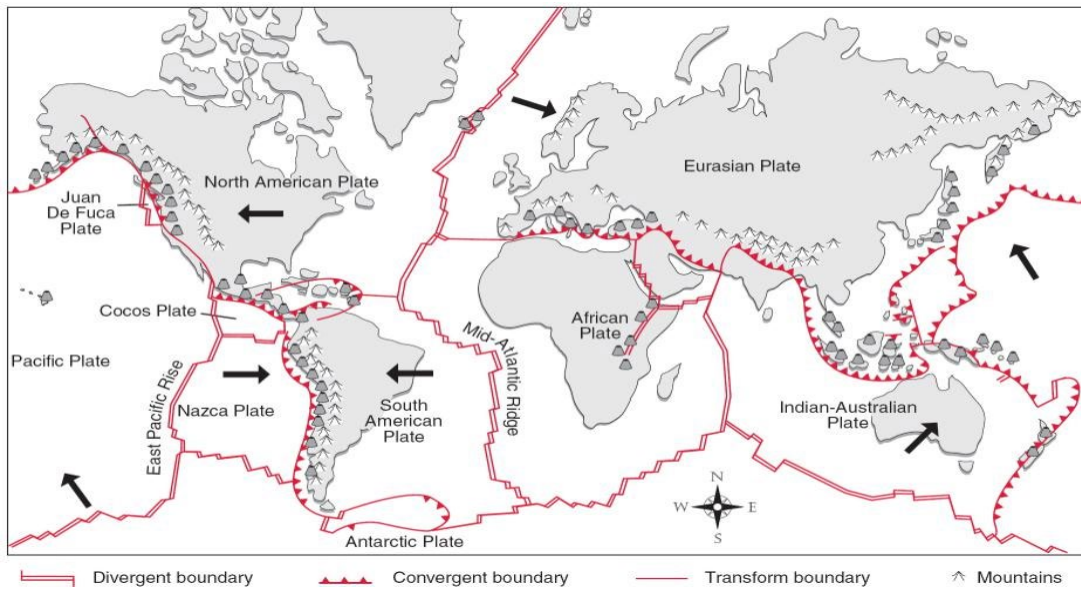 North American Plate
Eurasian Plate
Juan
De Fuca
Plate
Cocos Plate
African
Plate
Pacific Plate
East Pacific Rise
Nazca Plate
South
American
Plate
Mid-Atlantic Ridge
Indian-Australian
Plate
N
W
E
S
Antarctic Plate
Divergent boundary
Convergent boundary
Transform boundary
Mountains